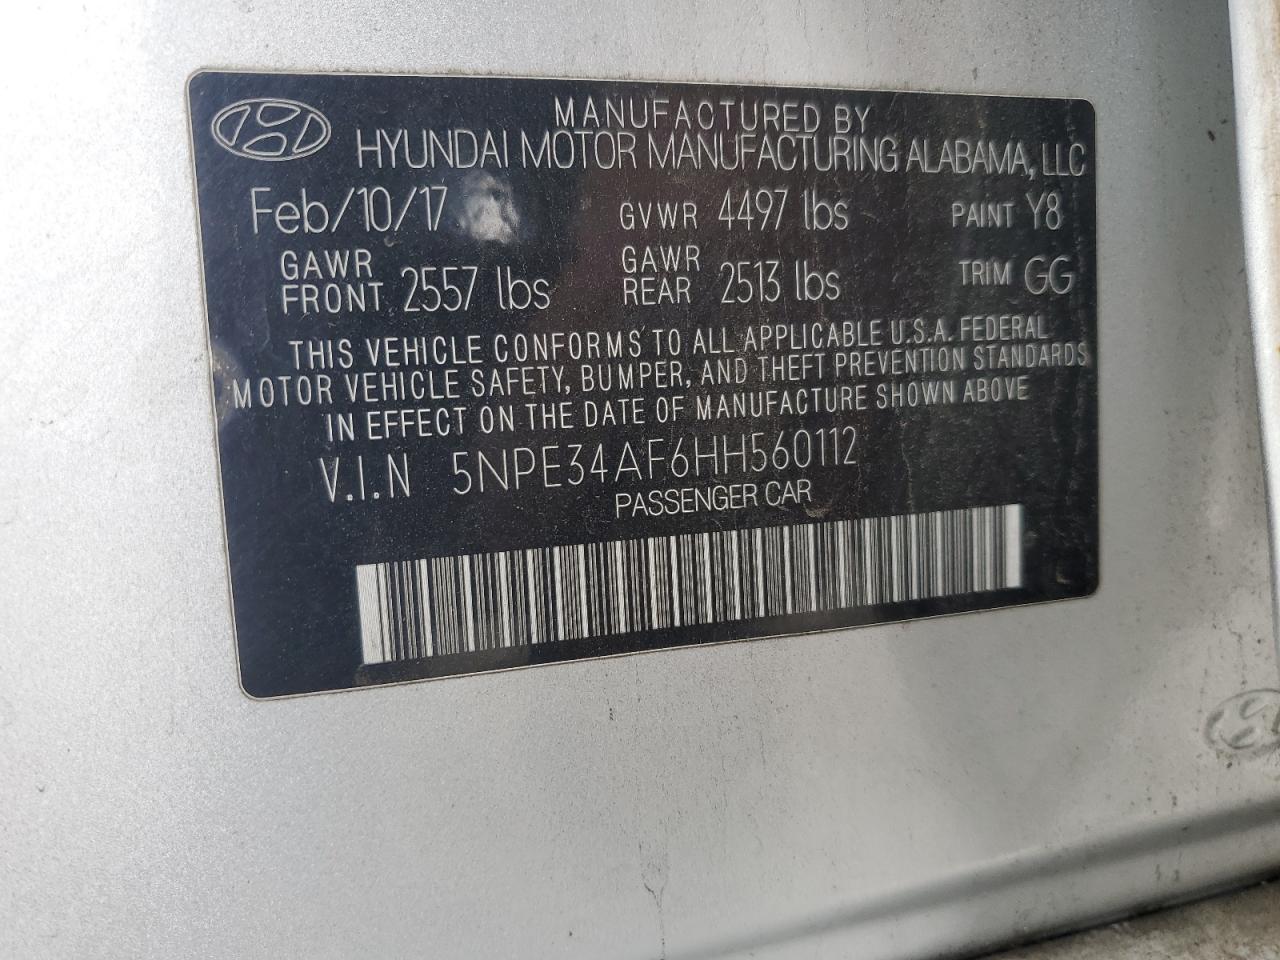 MANUFACTURED BY
HYUNDAI MOTOR MANUFACTURING ALABAMA, LLC
Feb/10/17 GVWR 4497 lbs PAINT Y8
GAWR FRONT 2557 lbs GAWR REAR 2513 lbs TRIM GG
THIS VEHICLE CONFORMS TO ALL APPLICABLE U.S.A. FEDERAL
MOTOR VEHICLE SAFETY, BUMPER, AND THEFT PREVENTION STANDARDS
IN EFFECT ON THE DATE OF MANUFACTURE SHOWN ABOVE
V.I.N 5NPE34AF6HH560112
PASSENGER CAR